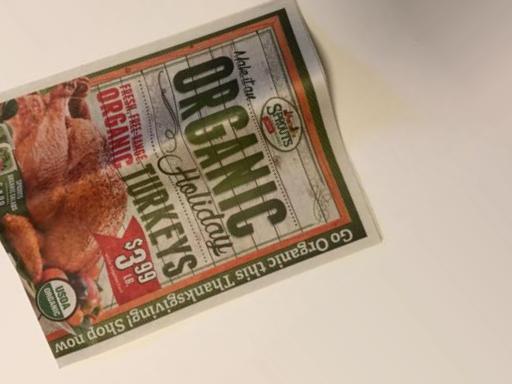 SPROUTS
Make it an
ORGANIC
Holiday
FRESH, FREE-RANGE
ORGANIC
TURKEYS
$3.99
LB.
USDA
ORGANIC
Go Organic this Thanksgiving! Shop now